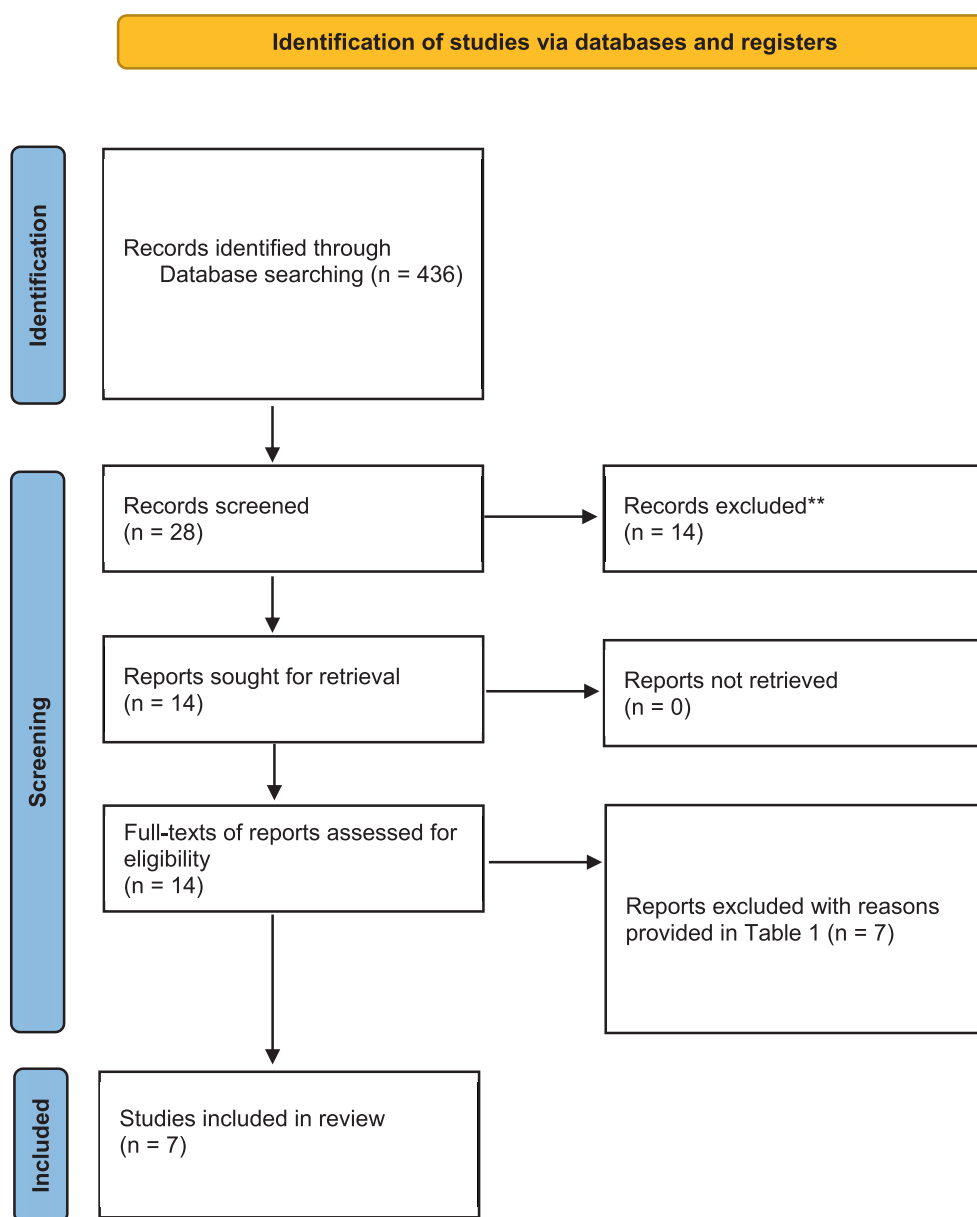 Identification of studies via databases and registers
Identification
Records identified through
Database searching (n = 436)
Screening
Records screened
(n = 28)
Records excluded**
(n = 14)
Reports sought for retrieval
(n = 14)
Reports not retrieved
(n = 0)
Full-texts of reports assessed for
eligibility
(n = 14)
Reports excluded with reasons
provided in Table 1 (n = 7)
Included
Studies included in review
(n = 7)